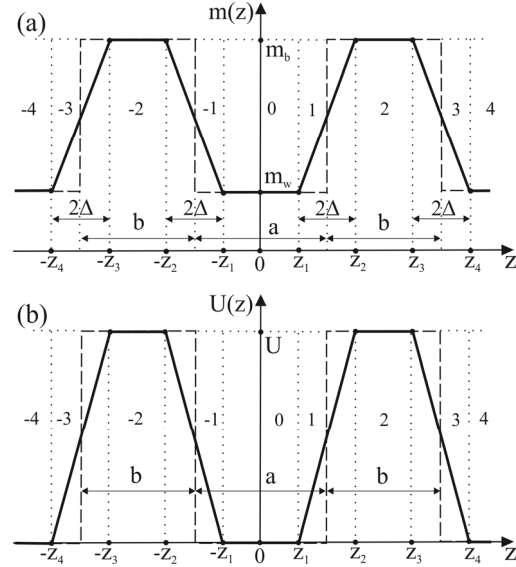 (a) m(z)
m_b
-4 -3 -2 -1 0 1 2 3 4
m_w
2Δ 2Δ 2Δ 2Δ
b a b
-z_4 -z_3 -z_2 -z_1 0 z_1 z_2 z_3 z_4 z
(b) U(z)
U
-4 -3 -2 -1 0 1 2 3 4
b a b
-z_4 -z_3 -z_2 -z_1 0 z_1 z_2 z_3 z_4 z